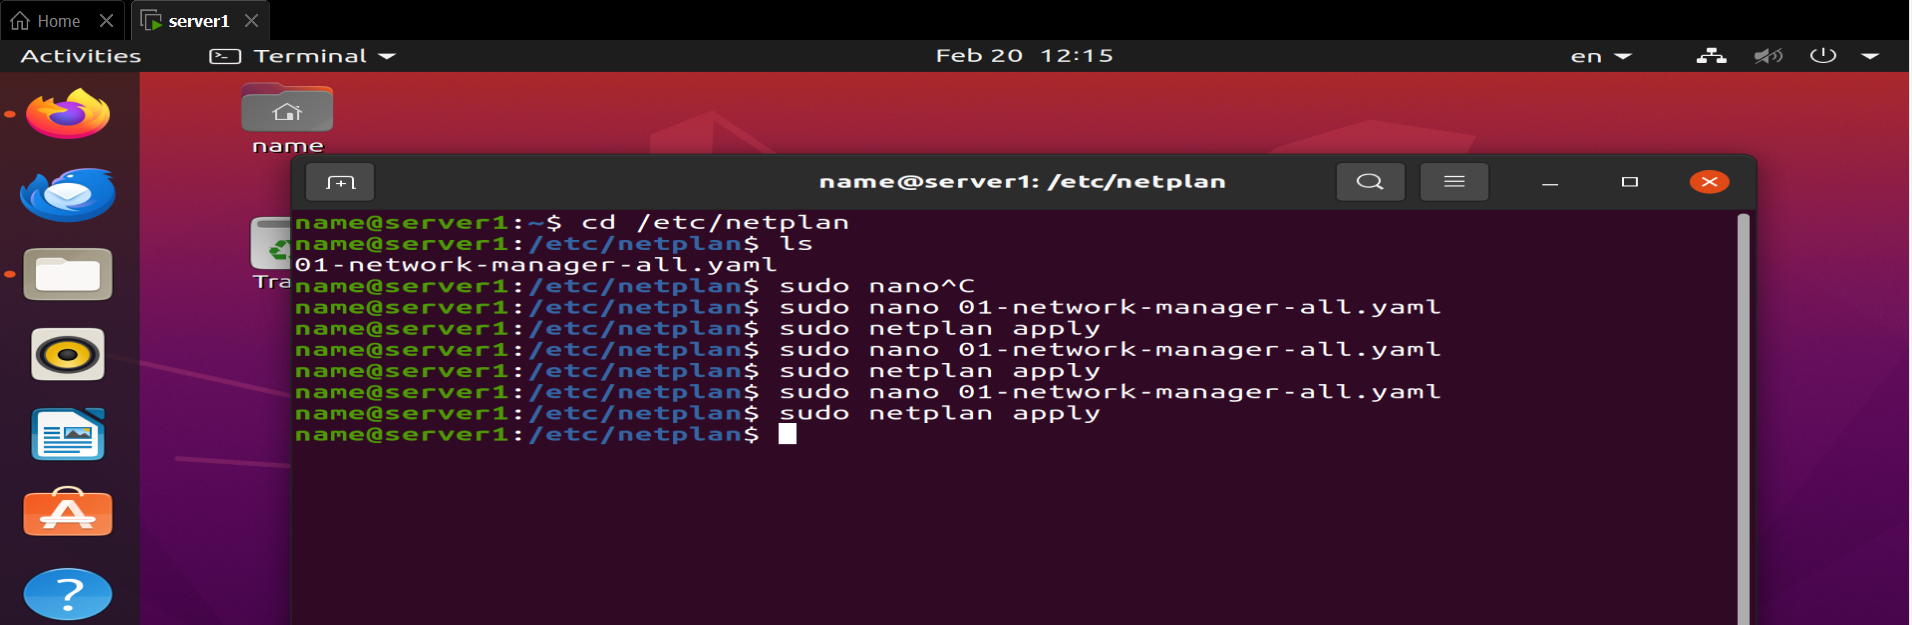 Home
server1
Activities
Terminal
Feb 20 12:15
en
name
name@server1: /etc/netplan
name@server1:~$ cd /etc/netplan
name@server1:/etc/netplan$ ls
01-network-manager-all.yaml
Tra
name@server1:/etc/netplan$ sudo nano^C
name@server1:/etc/netplan$ sudo nano 01-network-manager-all.yaml
name@server1:/etc/netplan$ sudo netplan apply
name@server1:/etc/netplan$ sudo nano 01-network-manager-all.yaml
name@server1:/etc/netplan$ sudo netplan apply
name@server1:/etc/netplan$ sudo nano 01-network-manager-all.yaml
name@server1:/etc/netplan$ sudo netplan apply
name@server1:/etc/netplan$